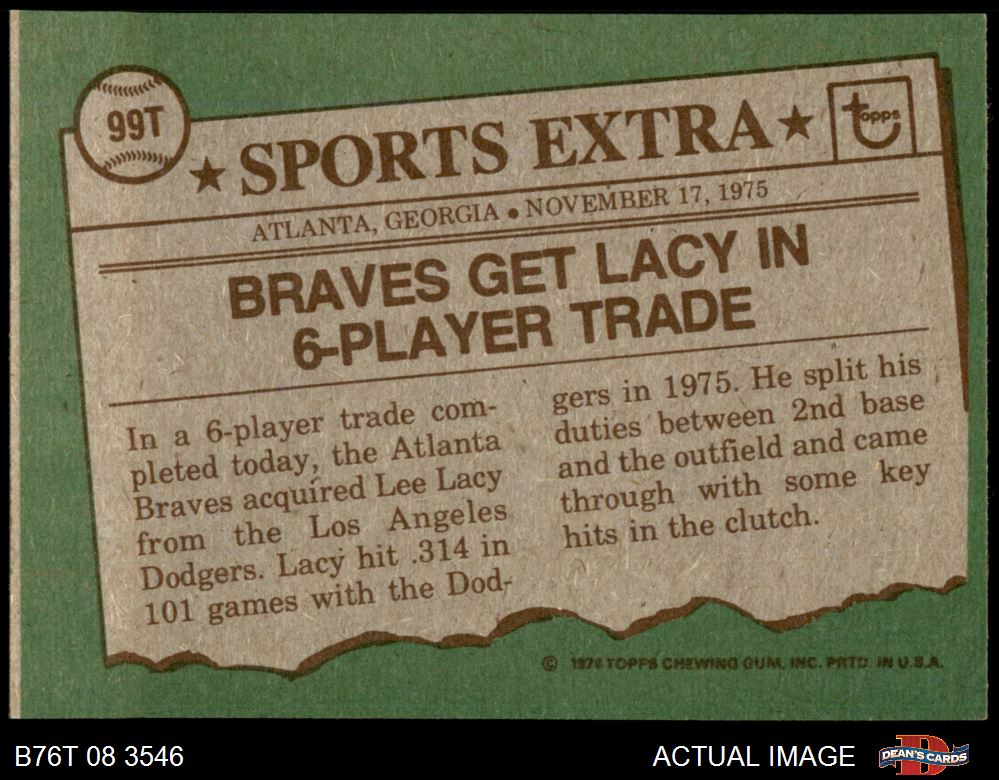 99T
★ SPORTS EXTRA ★
topps
ATLANTA, GEORGIA ● NOVEMBER 17, 1975
BRAVES GET LACY IN
6-PLAYER TRADE
In a 6-player trade com-
pleted today, the Atlanta
Braves acquired Lee Lacy
from the Los Angeles
Dodgers. Lacy hit .314 in
101 games with the Dod-
gers in 1975. He split his
duties between 2nd base
and the outfield and came
through with some key
hits in the clutch.
© 1976 TOPPS CHEWING GUM, INC. PRTD. IN U.S.A.
B76T 08 3546
ACTUAL IMAGE
DEAN'S CARDS